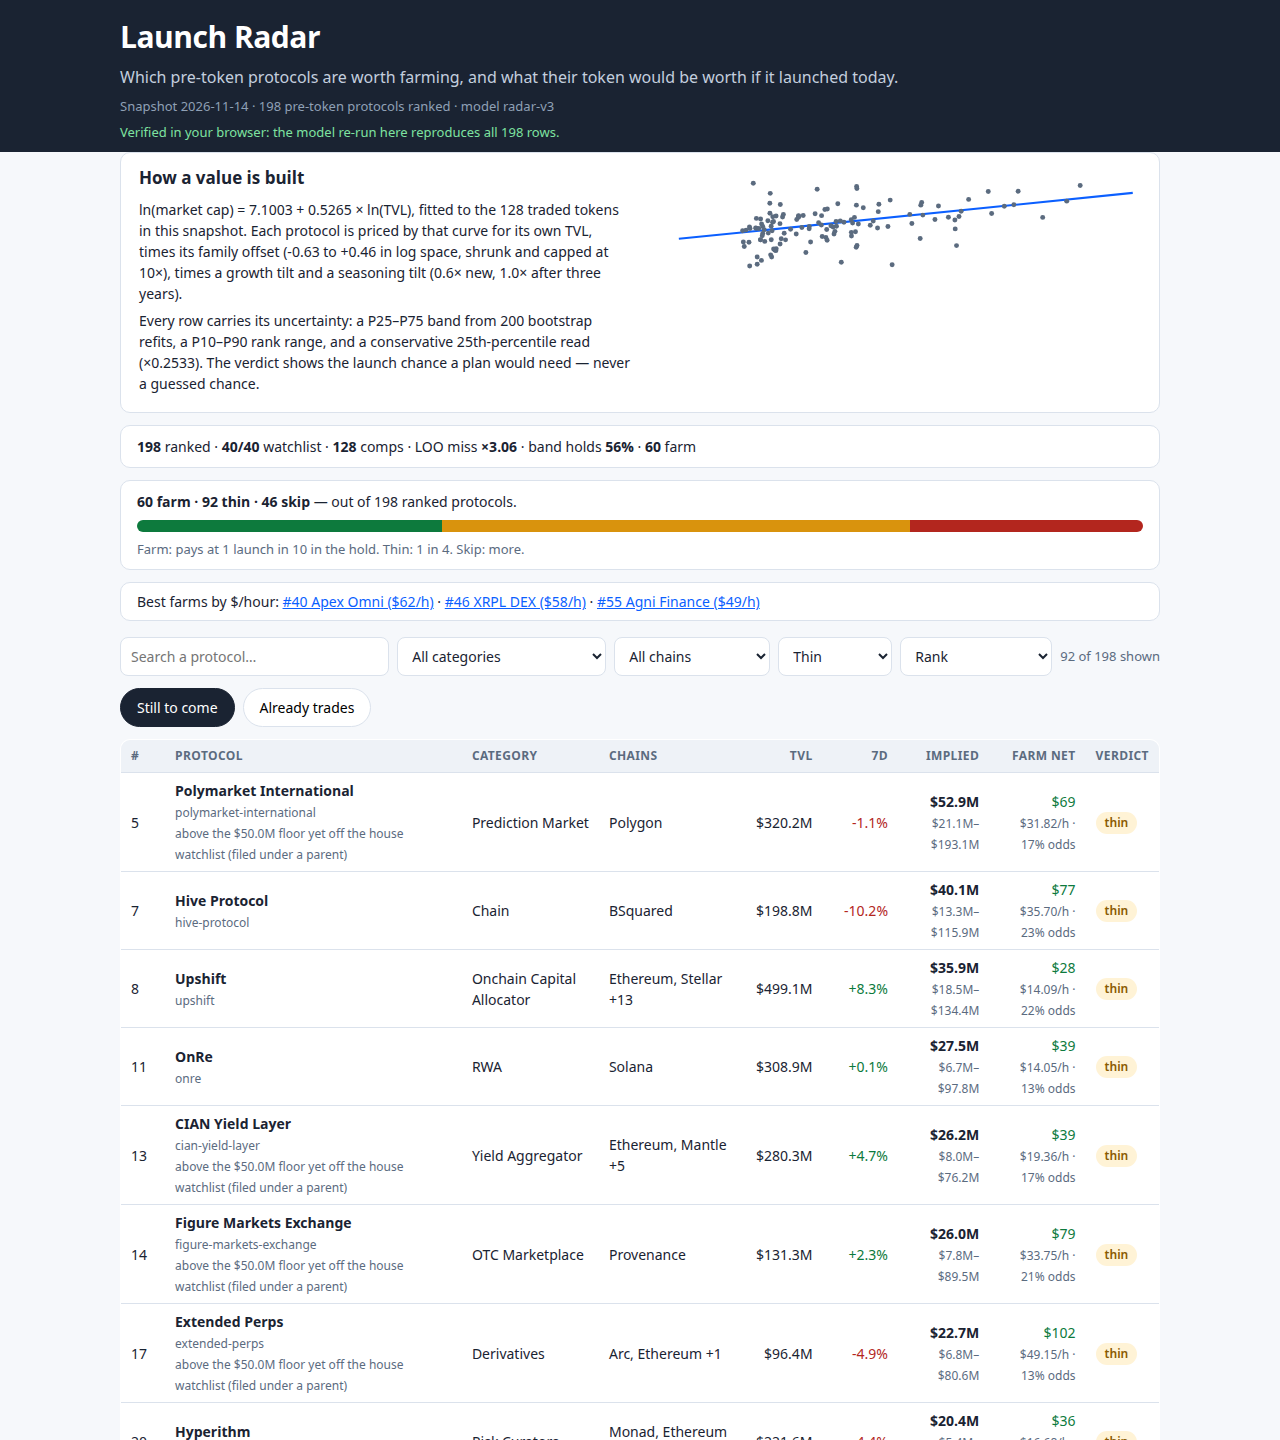 Launch Radar
Which pre-token protocols are worth farming, and what their token would be worth if it launched today.
Snapshot 2026-11-14 · 198 pre-token protocols ranked · model radar-v3
Verified in your browser: the model re-run here reproduces all 198 rows.
How a value is built
ln(market cap) = 7.1003 + 0.5265 × ln(TVL), fitted to the 128 traded tokens
in this snapshot. Each protocol is priced by that curve for its own TVL,
times its family offset (-0.63 to +0.46 in log space, shrunk and capped at
10×), times a growth tilt and a seasoning tilt (0.6× new, 1.0× after three
years).
Every row carries its uncertainty: a P25–P75 band from 200 bootstrap
refits, a P10–P90 rank range, and a conservative 25th-percentile read
(×0.2533). The verdict shows the launch chance a plan would need — never
a guessed chance.
198 ranked · 40/40 watchlist · 128 comps · LOO miss ×3.06 · band holds 56% · 60 farm
60 farm · 92 thin · 46 skip — out of 198 ranked protocols.
Farm: pays at 1 launch in 10 in the hold. Thin: 1 in 4. Skip: more.
Best farms by $/hour: #40 Apex Omni ($62/h) · #46 XRPL DEX ($58/h) · #55 Agni Finance ($49/h)
Search a protocol... All categories All chains Thin Rank 92 of 198 shown
Still to come Already trades
# PROTOCOL CATEGORY CHAINS TVL 7D IMPLIED FARM NET VERDICT
Polymarket International
polymarket-international
above the $50.0M floor yet off the house
watchlist (filed under a parent)
5 Prediction Market Polygon $320.2M -1.1% thin
$52.9M $69
$21.1M– $31.82/h ·
$193.1M 17% odds
Hive Protocol
hive-protocol
7 Chain BSquared $198.8M -10.2% thin
$40.1M $77
$13.3M– $35.70/h ·
$115.9M 23% odds
Upshift
upshift
8 Onchain Capital Ethereum, Stellar $499.1M +8.3% thin
Allocator +13
$35.9M $28
$18.5M– $14.09/h ·
$134.4M 22% odds
OnRe
onre
11 RWA Solana $308.9M +0.1% thin
$27.5M $39
$6.7M– $14.05/h ·
$97.8M 13% odds
CIAN Yield Layer
cian-yield-layer
above the $50.0M floor yet off the house
watchlist (filed under a parent)
13 Yield Aggregator Ethereum, Mantle $280.3M +4.7% thin
+5
$26.2M $39
$8.0M– $19.36/h ·
$76.2M 17% odds
Figure Markets Exchange
figure-markets-exchange
above the $50.0M floor yet off the house
watchlist (filed under a parent)
14 OTC Marketplace Provenance $131.3M +2.3% thin
$26.0M $79
$7.8M– $33.75/h ·
$89.5M 21% odds
Extended Perps
extended-perps
above the $50.0M floor yet off the house
watchlist (filed under a parent)
17 Derivatives Arc, Ethereum +1 $96.4M -4.9% thin
$22.7M $102
$6.8M– $49.15/h ·
$80.6M 13% odds
Hyperithm Monad, Ethereum $20.4M $36